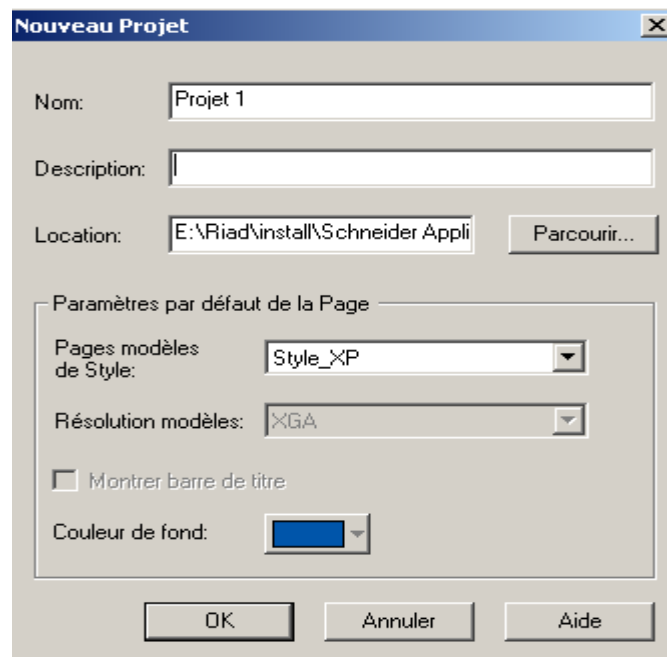 Nouveau Projet
Nom: Projet 1
Description:
Location: E:\Riad\install\Schneider Appli Parcourir...
Paramètres par défaut de la Page
Pages modèles
de Style: Style_XP
Résolution modèles: XGA
Montrer barre de titre
Couleur de fond:
OK Annuler Aide